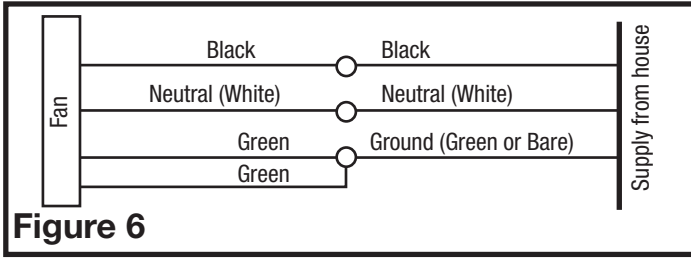 Black Black
Neutral (White) Neutral (White)
Fan
Green Ground (Green or Bare)
Green
Supply from house
Figure 6